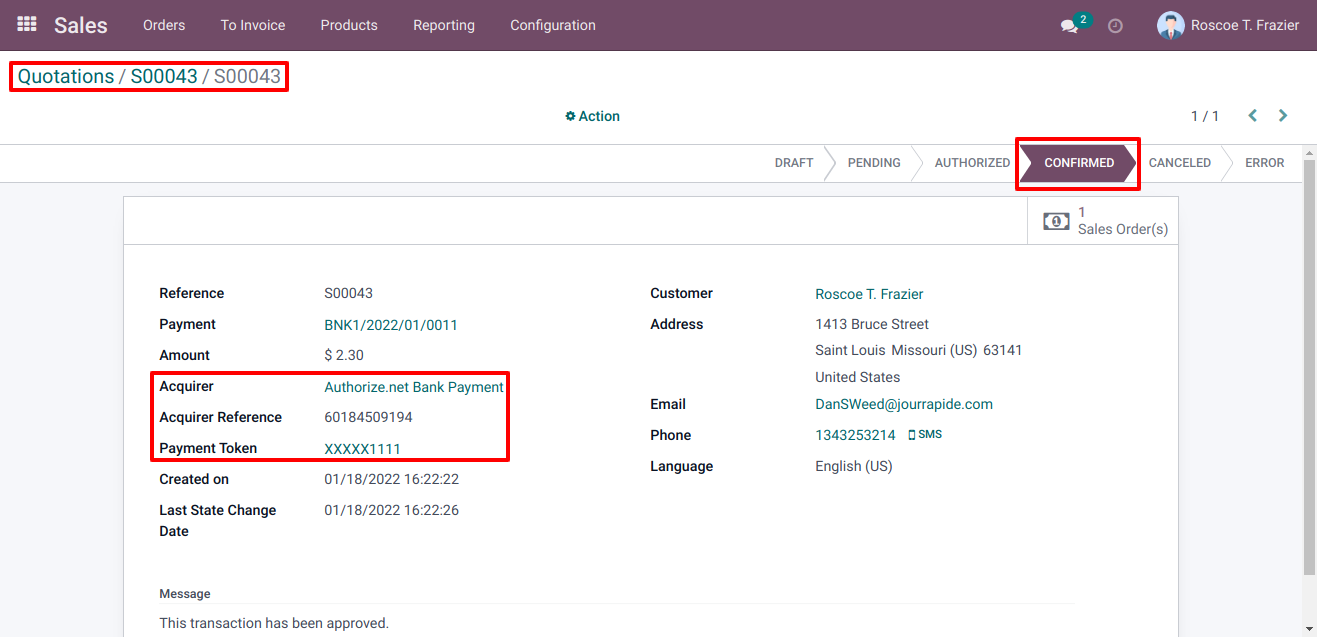 Sales Orders To Invoice Products Reporting Configuration 2 Roscoe T. Frazier
Quotations / S00043 / S00043
Action 1 / 1
DRAFT PENDING AUTHORIZED CONFIRMED CANCELED ERROR
1
Sales Order(s)
Reference S00043 Customer Roscoe T. Frazier
Payment BNK1/2022/01/0011 Address 1413 Bruce Street
Amount $ 2.30 Saint Louis Missouri (US) 63141
Acquirer Authorize.net Bank Payment United States
Acquirer Reference 60184509194 Email DanSWeed@jourrapide.com
Payment Token XXXXX1111 Phone 1343253214 SMS
Created on 01/18/2022 16:22:22 Language English (US)
Last State Change 01/18/2022 16:22:26
Date
Message
This transaction has been approved.